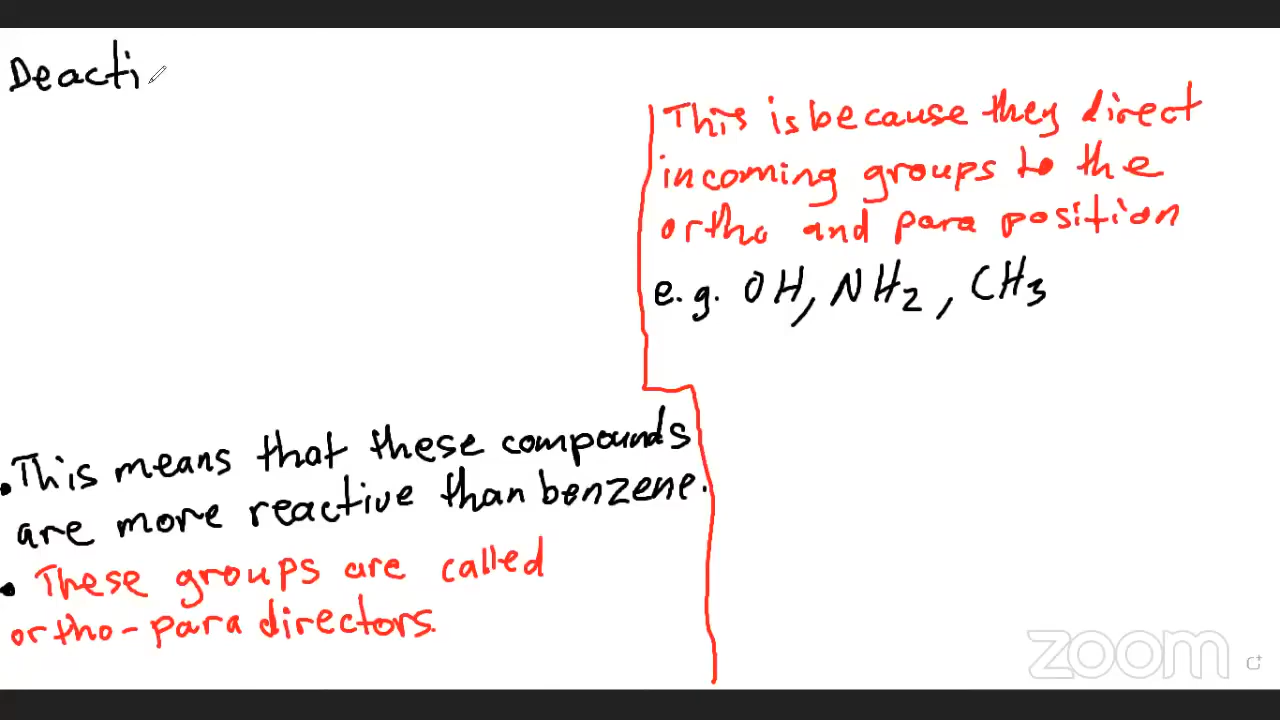 Deacti
This means that these compounds
are more reactive than benzene.
These groups are called
ortho-para directors.
This is because they direct
incoming groups to the
ortho and para position
e.g. OH, NH2, CH3
zoom